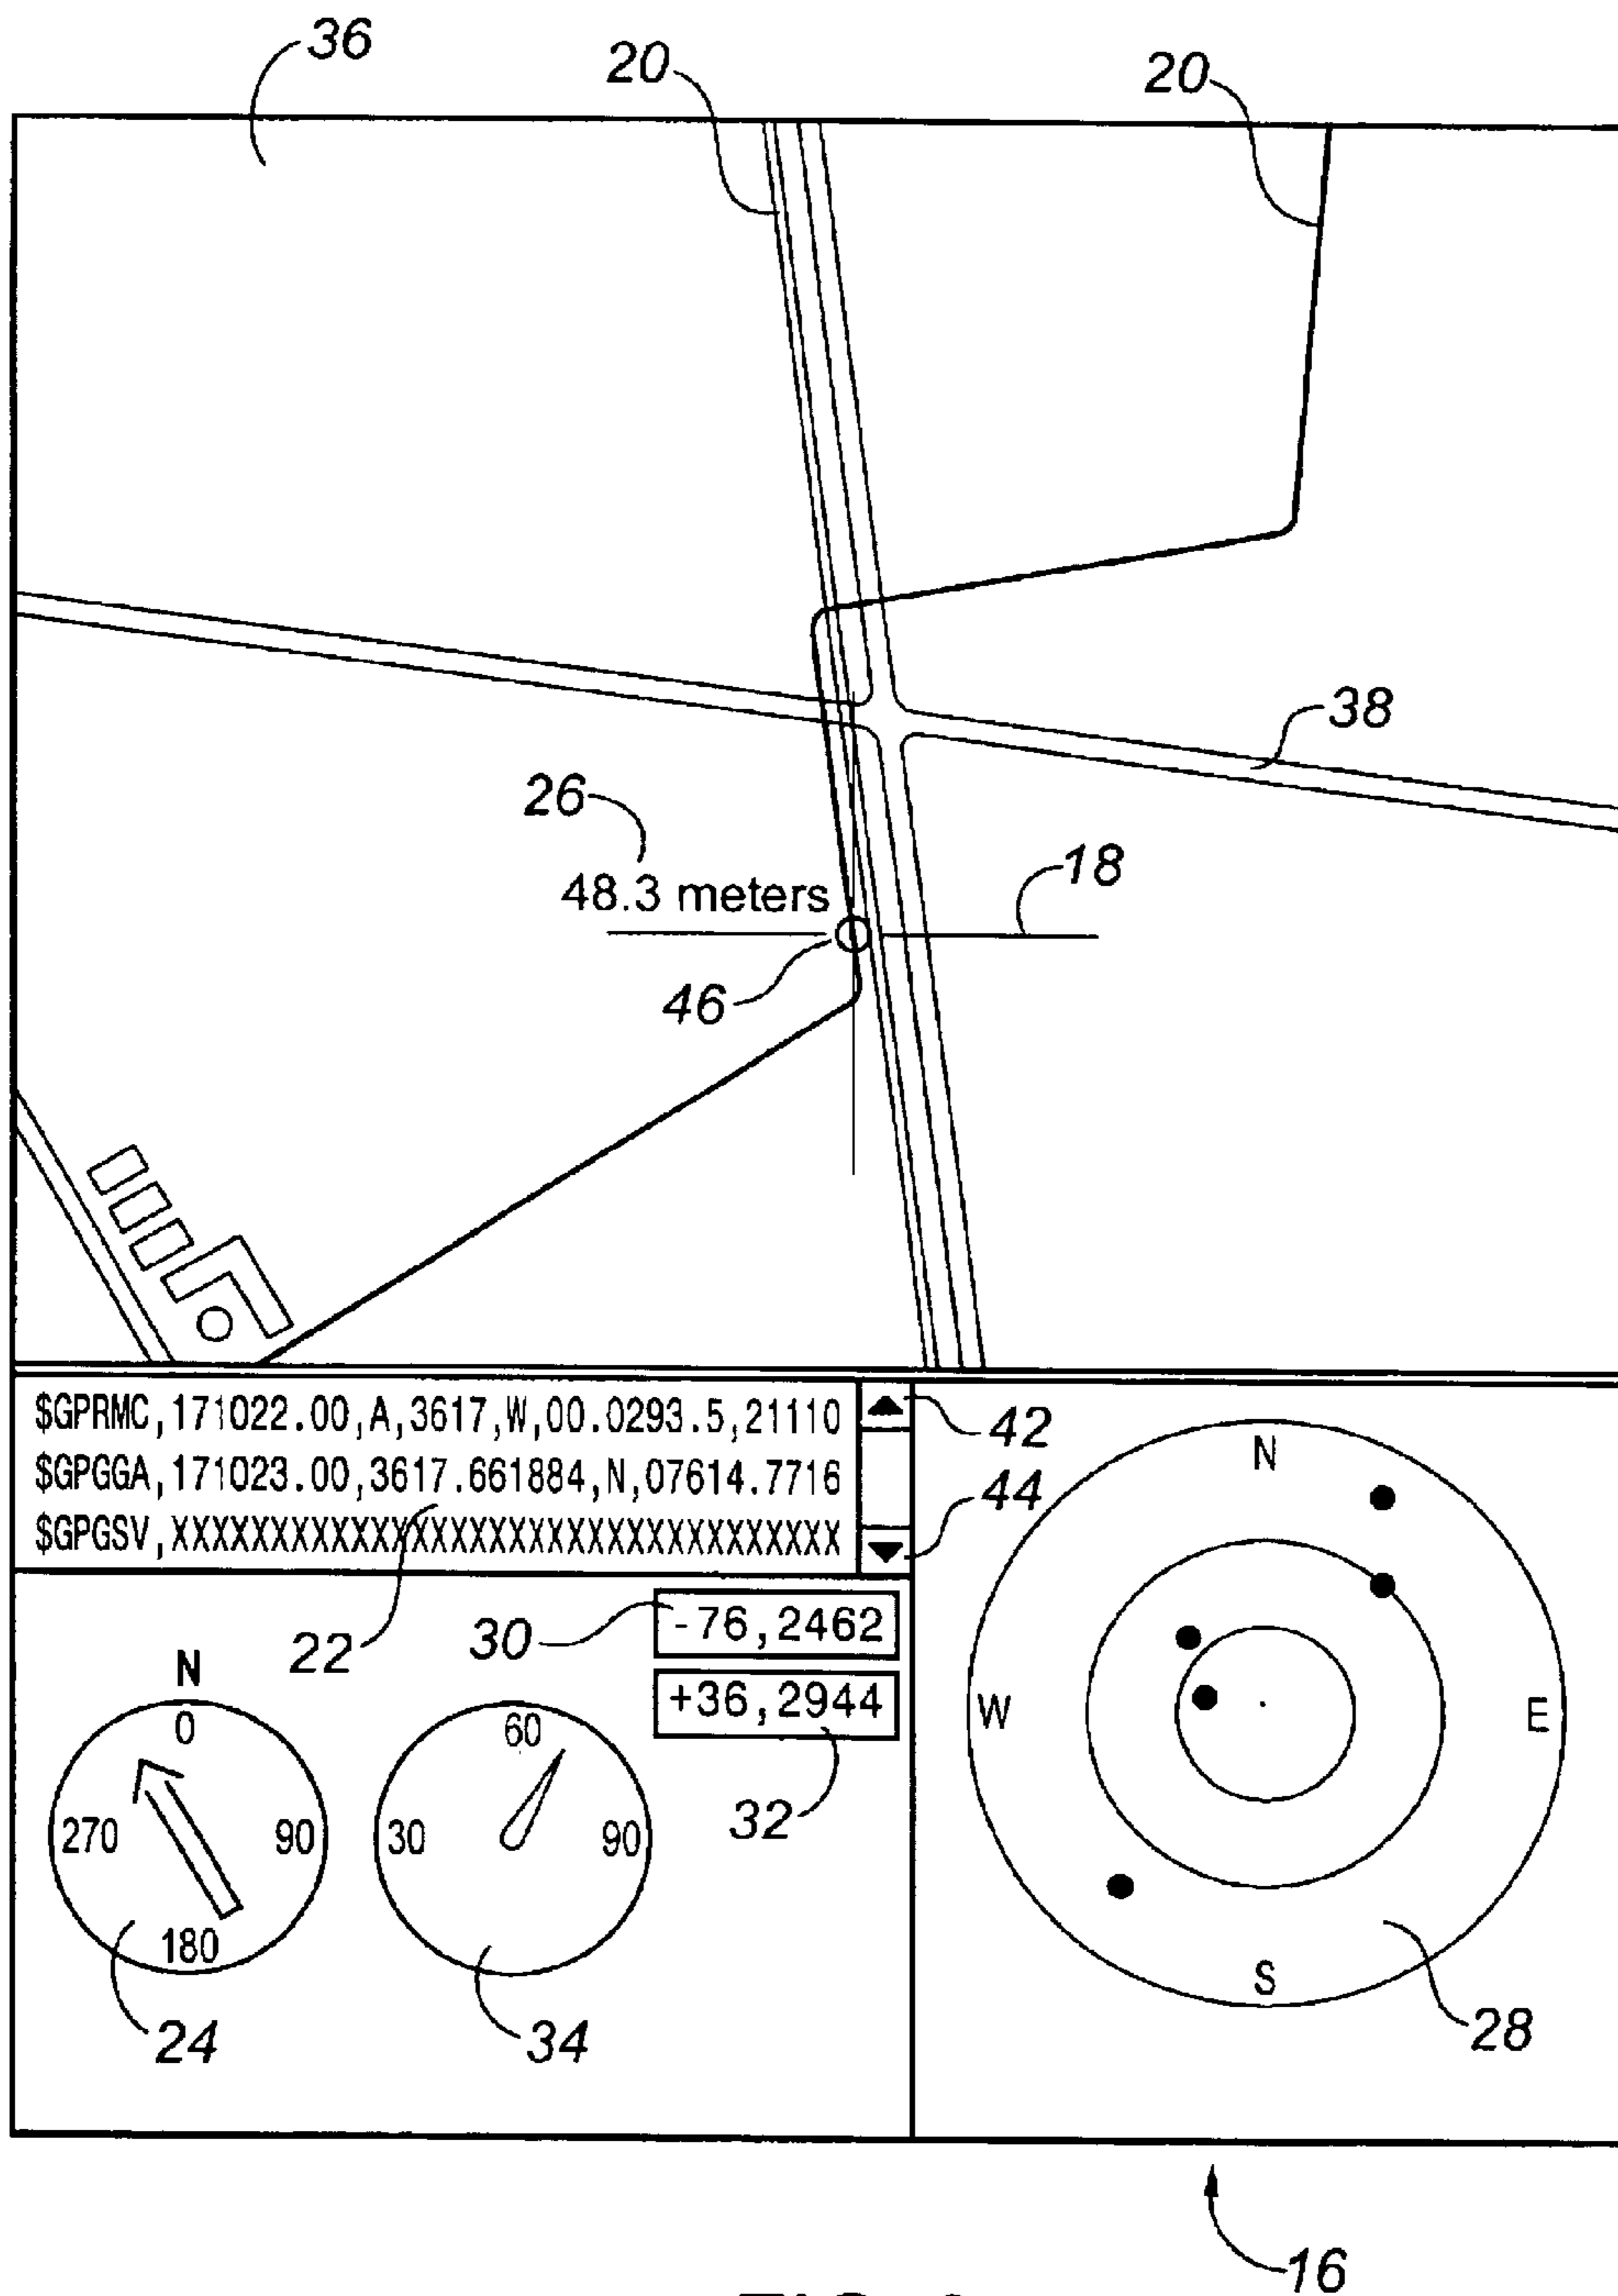 36
20
20
38
26
48.3 meters
18
46
$GPRMC,171022.00,A,3617,W,00.0293.5,21110
$GPGGA,171023.00,3617.661884,N,07614.7716
$GPGSV,XXXXXXXXXXXXXXXXXXXXXXXXXXXXXXXXXX
42
44
22
30
-76,2462
+36,2944
32
N
0
270
90
180
24
60
30
90
34
N
W
E
S
28
16